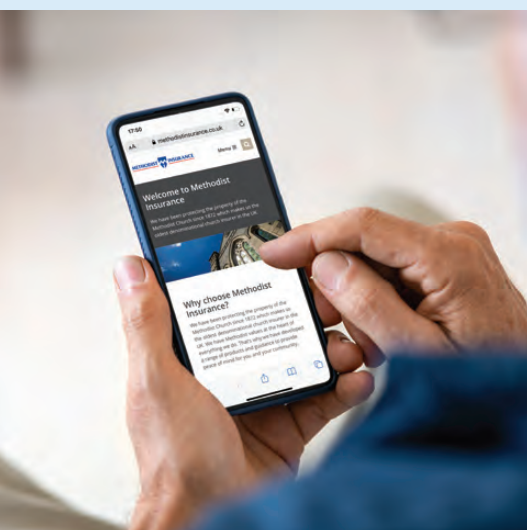 17:50
AA methodistinsurance.co.uk
METHODIST INSURANCE
Menu
Welcome to Methodist
Insurance
We have been protecting the property of the
Methodist Church since 1872 which makes us the
oldest denominational church insurer in the UK.
Why choose Methodist
Insurance?
We have been protecting the property of the
Methodist Church since 1872 which makes us
the oldest denominational church insurer in the
UK. We have Methodist values at the heart of
everything we do. That's why we have developed
a range of products and guidance to provide
peace of mind for you and your community.